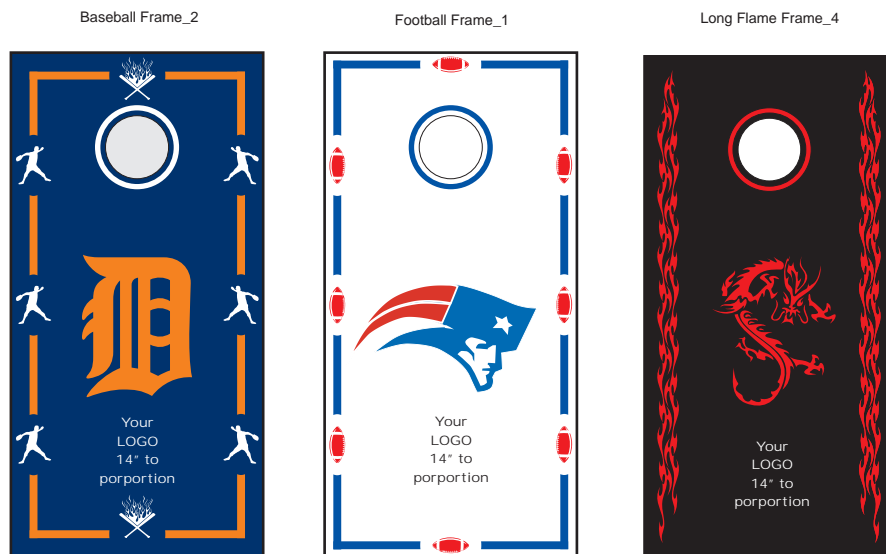 Baseball Frame_2
Football Frame_1
Long Flame Frame_4
D
Your
LOGO
14" to
porportion
Your
LOGO
14" to
porportion
Your
LOGO
14" to
porportion